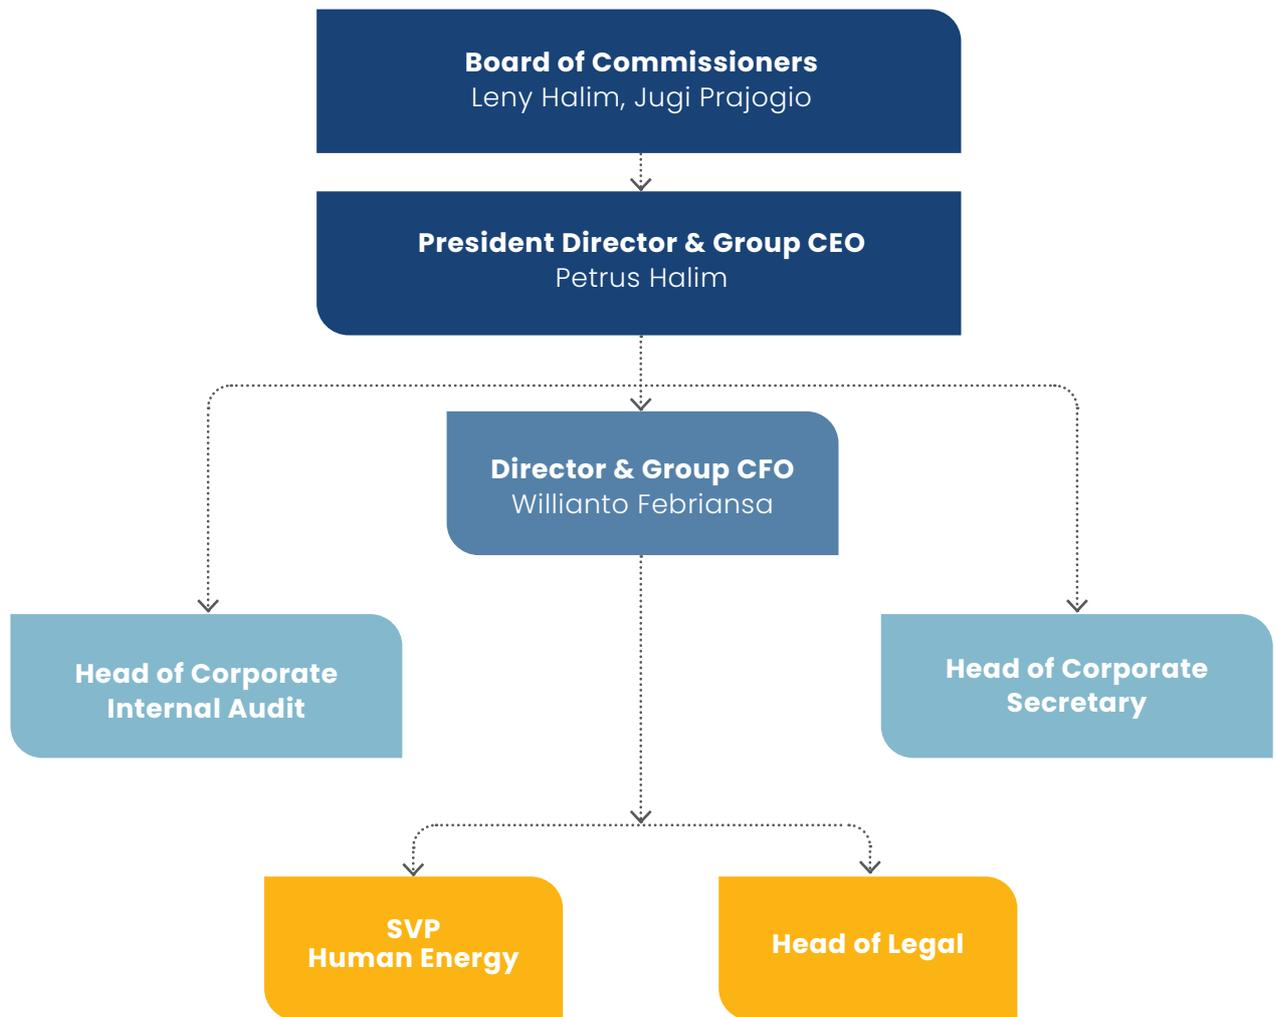 Board of Commissioners
Leny Halim, Jugi Prajogio
President Director & Group CEO
Petrus Halim
Director & Group CFO
Willianto Febriansa
Head of Corporate
Internal Audit
Head of Corporate
Secretary
SVP
Human Energy
Head of Legal